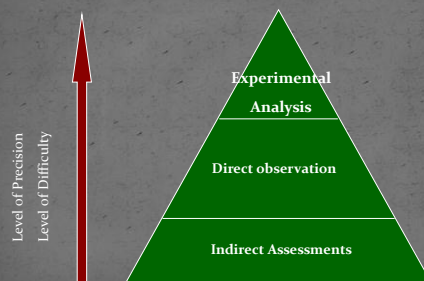 Experimental
Analysis
Direct observation
Indirect Assessments
Level of Precision
Level of Difficulty